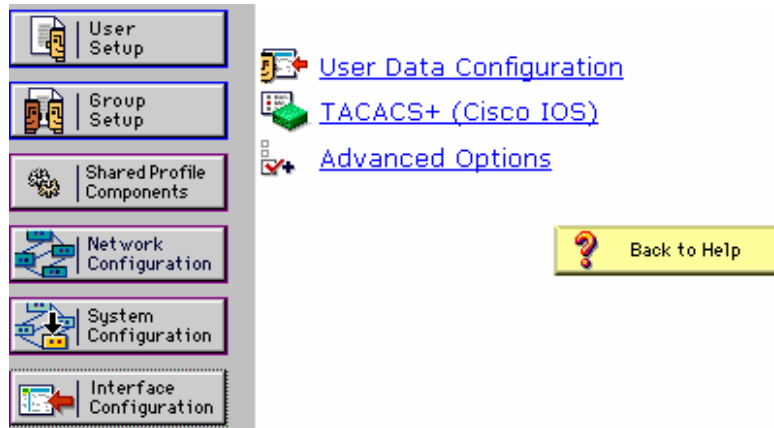 User
Setup
Group
Setup
Shared Profile
Components
Network
Configuration
System
Configuration
Interface
Configuration
User Data Configuration
TACACS+ (Cisco IOS)
Advanced Options
Back to Help